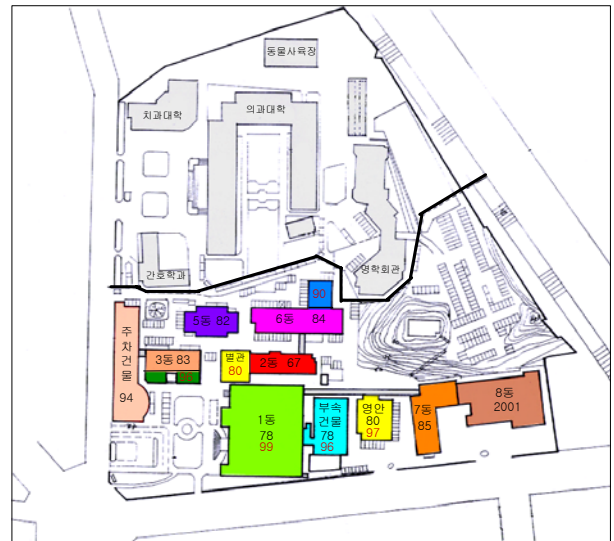 동물사육장
치과대학
의과대학
간호학과
명학회관
90
5동 82
6동 84
주
차
건
물
94
3동 83
95
별관
80
2동 67
1동
78
99
부속
건물
78
96
영안
80
97
7동
85
8동
2001